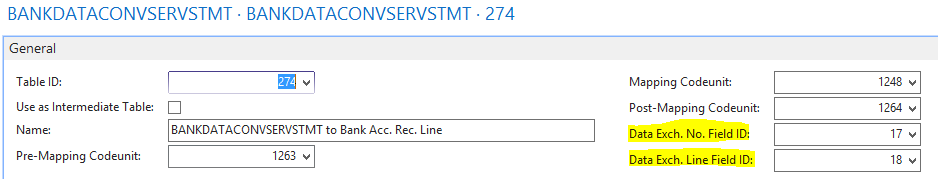 BANKDATACONVSERVSTMT · BANKDATACONVSERVSTMT · 274
General
Table ID: 274
Use as Intermediate Table:
Name: BANKDATACONVSERVSTMT to Bank Acc. Rec. Line
Pre-Mapping Codeunit: 1263
Mapping Codeunit: 1248
Post-Mapping Codeunit: 1264
Data Exch. No. Field ID: 17
Data Exch. Line Field ID: 18